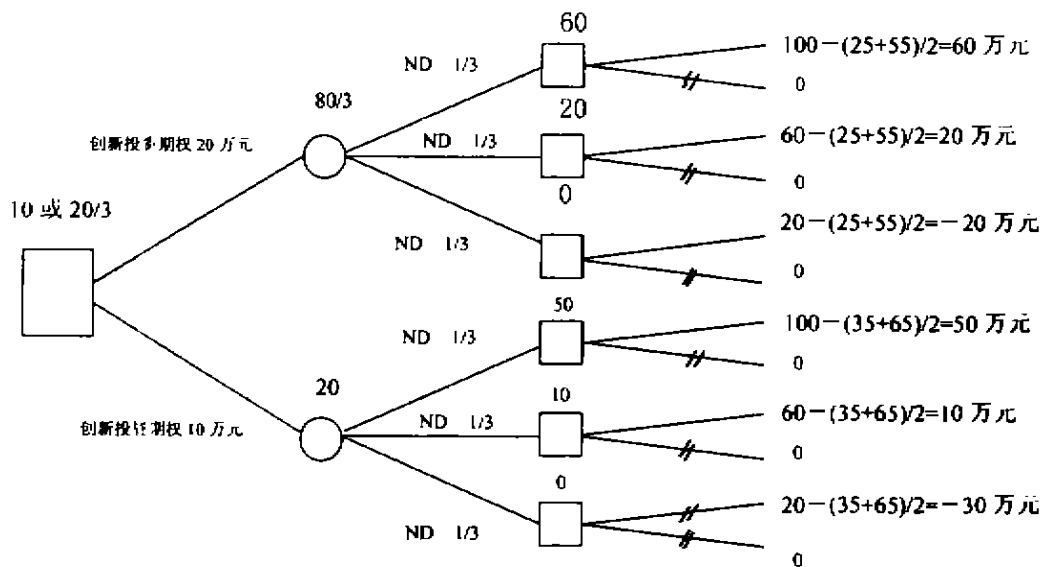 60
ND 1/3
100-(25+55)/2=60 万元
0
80/3
创新投资期权 20 万元
20
ND 1/3
60-(25+55)/2=20 万元
0
10 或 20/3
0
ND 1/3
20-(25+55)/2=-20 万元
0
50
ND 1/3
100-(35+65)/2=50 万元
0
20
创新投资期权 10 万元
10
ND 1/3
60-(35+65)/2=10 万元
0
0
ND 1/3
20-(35+65)/2=-30 万元
0